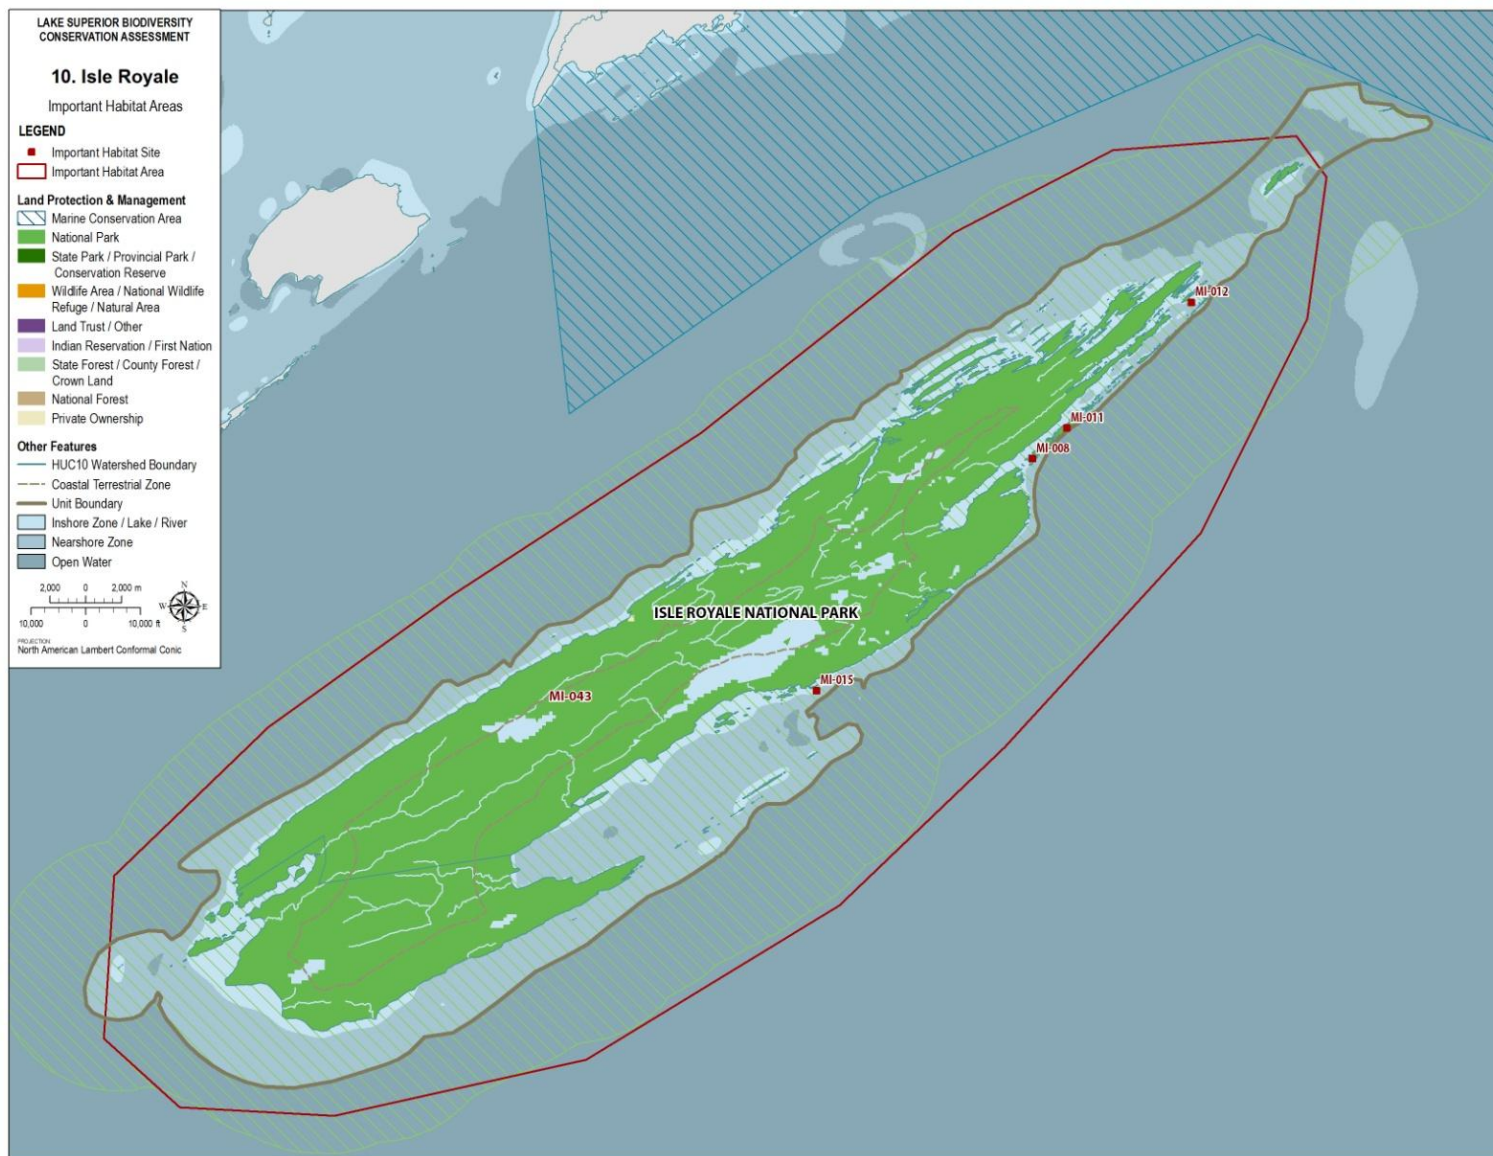 LAKE SUPERIOR BIODIVERSITY
CONSERVATION ASSESSMENT
10. Isle Royale
Important Habitat Areas
LEGEND
Important Habitat Site
Important Habitat Area
Land Protection & Management
Marine Conservation Area
National Park
State Park / Provincial Park /
Conservation Reserve
Wildlife Area / National Wildlife
Refuge / Natural Area
Land Trust / Other
Indian Reservation / First Nation
State Forest / County Forest /
Crown Land
National Forest
Private Ownership
Other Features
HUC10 Watershed Boundary
Coastal Terrestrial Zone
Unit Boundary
Inshore Zone / Lake / River
Nearshore Zone
Open Water
2,000 0 2,000 m
10,000 0 10,000 ft
N
W E
S
PROJECTION
North American Lambert Conformal Conic
MI-012
MI-011
MI-008
ISLE ROYALE NATIONAL PARK
MI-015
MI-043